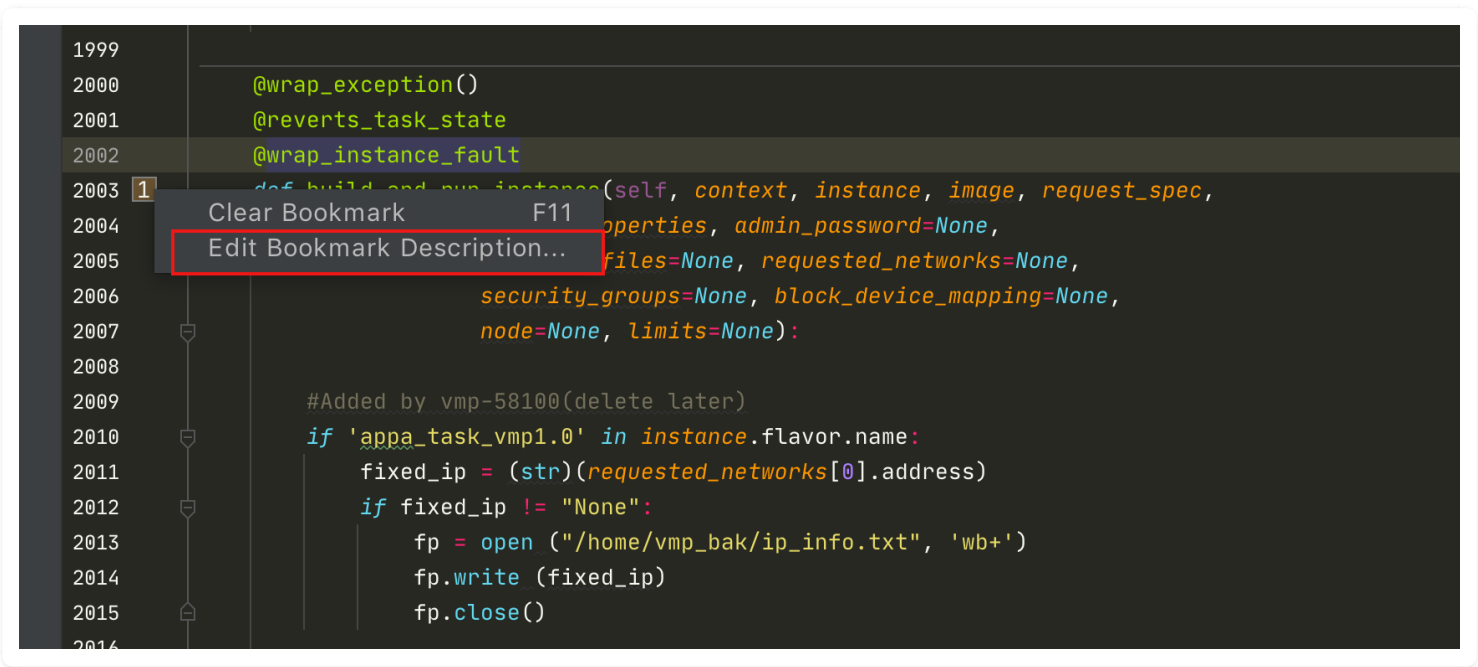 1999
2000 @wrap_exception()
2001 @reverts_task_state
2002 @wrap_instance_fault
2003 1 def build_and_run_instance(self, context, instance, image, request_spec,
Clear Bookmark F11
2004 operties, admin_password=None,
Edit Bookmark Description...
2005 files=None, requested_networks=None,
2006 security_groups=None, block_device_mapping=None,
2007 node=None, limits=None):
2008
2009 #Added by vmp-58100(delete later)
2010 if 'appa_task_vmp1.0' in instance.flavor.name:
2011 fixed_ip = (str)(requested_networks[0].address)
2012 if fixed_ip != "None":
2013 fp = open ("/home/vmp_bak/ip_info.txt", 'wb+')
2014 fp.write (fixed_ip)
2015 fp.close()
2016